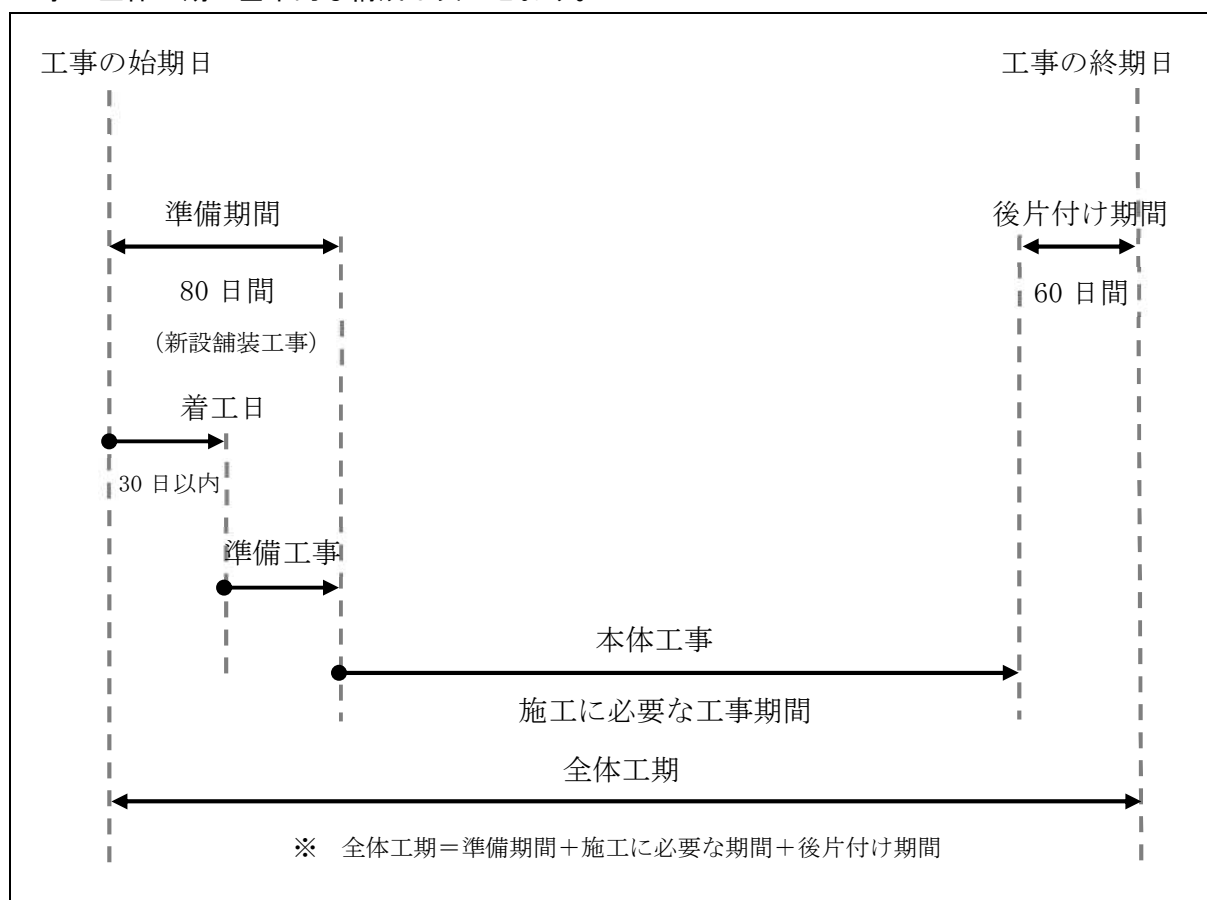 工事の始期日
工事の終期日
準備期間
後片付け期間
80 日間
60 日間
（新設舗装工事）
着工日
30 日以内
準備工事
本体工事
施工に必要な工事期間
全体工期
※ 全体工期＝準備期間＋施工に必要な期間＋後片付け期間